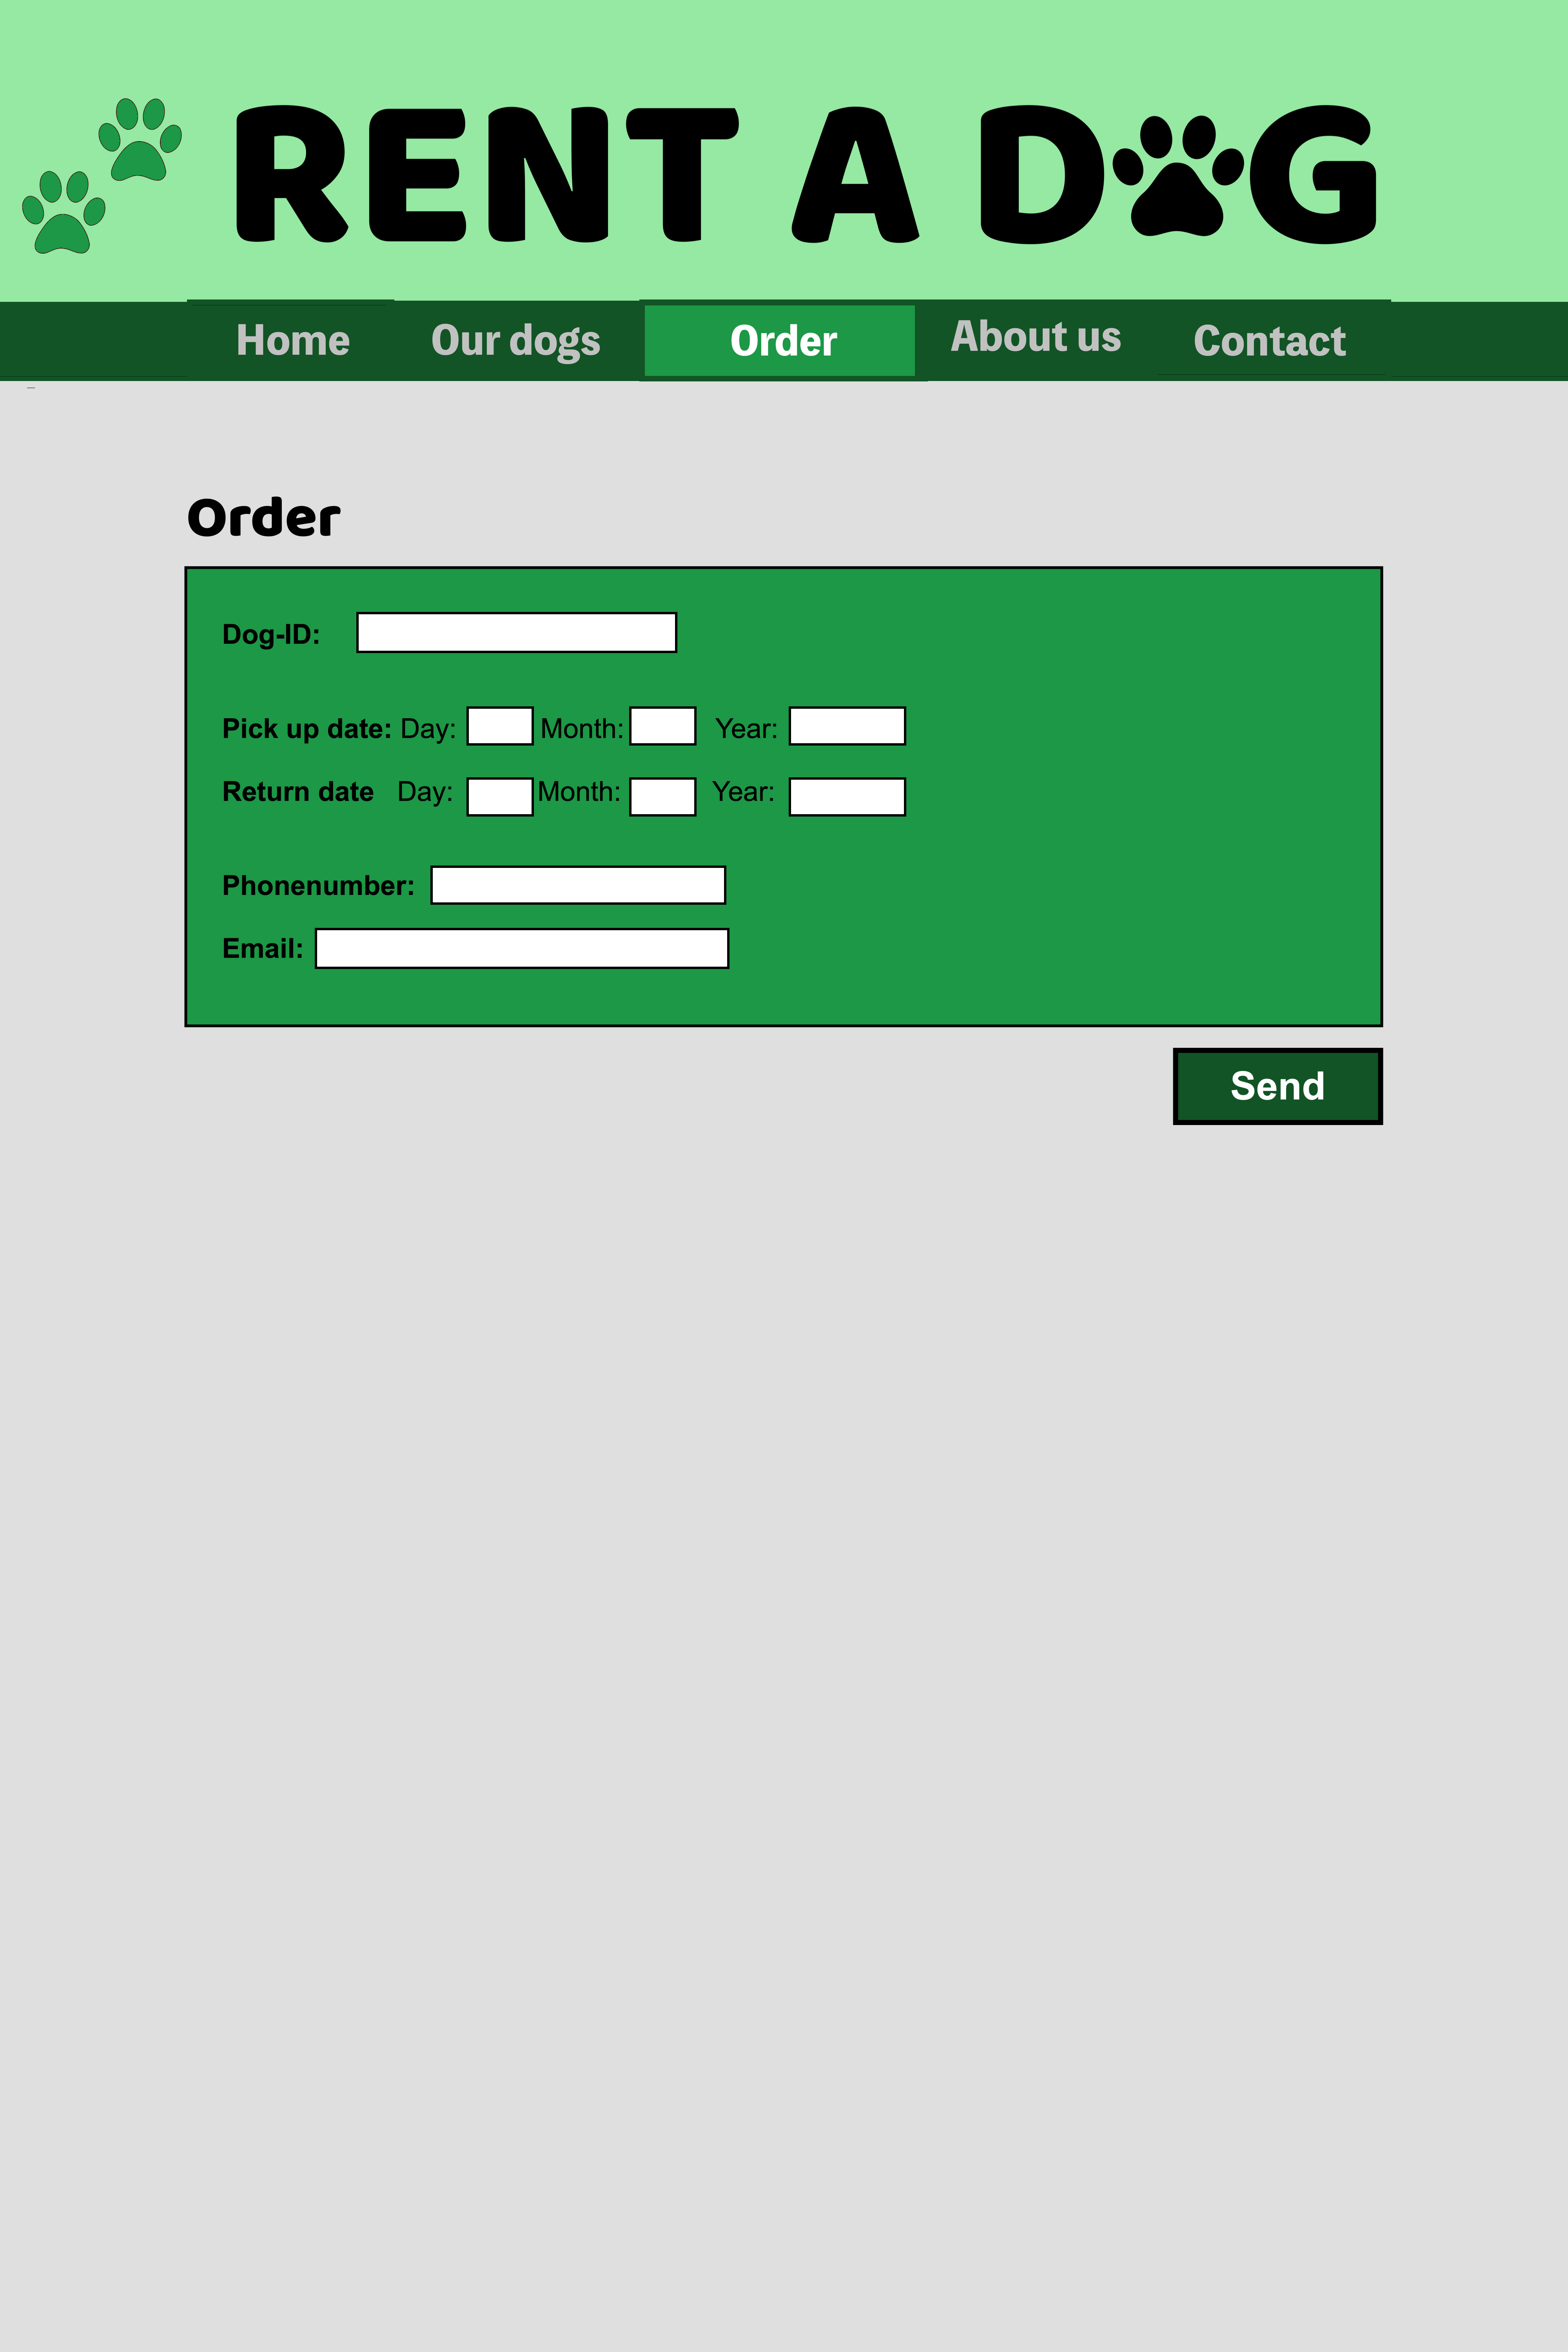 RENT A DOG
Home Our dogs Order About us Contact
Order
Dog-ID:
Pick up date: Day: Month: Year:
Return date Day: Month: Year:
Phonenumber:
Email:
Send